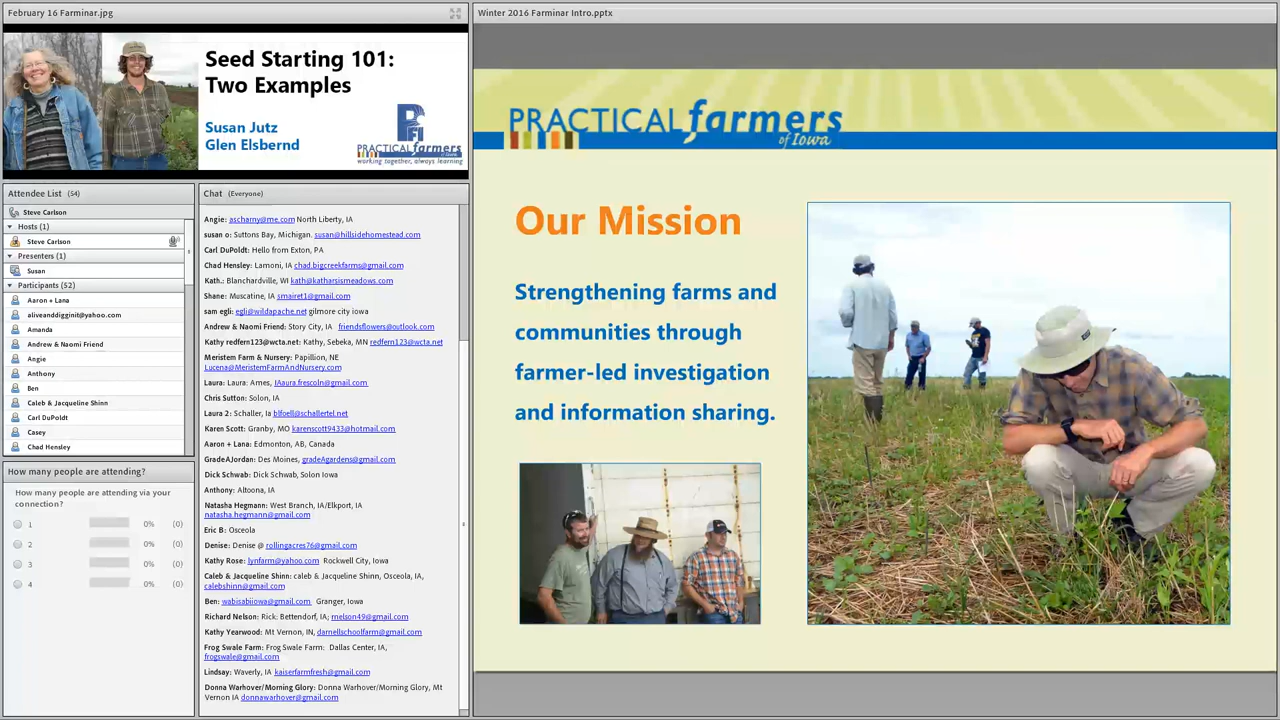 February 16 Farminar.jpg
Seed Starting 101:
Two Examples
Susan Jutz
Glen Elsbernd
PFI
PRACTICAL farmers
working together, always learning
Attendee List (54)
Steve Carlson
Hosts (1)
Steve Carlson
Presenters (1)
Susan
Participants (52)
Aaron + Lana
aliveanddigginit@yahoo.com
Amanda
Andrew & Naomi Friend
Angie
Anthony
Ben
Caleb & Jacqueline Shinn
Carl DuPoldt
Casey
Chad Hensley
How many people are attending?
How many people are attending via your
connection?
1 0% (0)
2 0% (0)
3 0% (0)
4 0% (0)
Chat (Everyone)
Angie: ascharny@me.com North Liberty, IA
susan o: Suttons Bay, Michigan. susan@hillsidehomestead.com
Carl DuPoldt: Hello from Exton, PA
Chad Hensley: Lamoni, IA chad.bigcreekfarms@gmail.com
Kath.: Blanchardville, WI kath@katharsismeadows.com
Shane: Muscatine, IA smairet1@gmail.com
sam egli: egli@wildapache.net gilmore city iowa
Andrew & Naomi Friend: Story City, IA friendsflowers@outlook.com
Kathy redfern123@wcta.net: Kathy, Sebeka, MN redfern123@wcta.net
Meristem Farm & Nursery: Papillion, NE
Lucena@MeristemFarmAndNursery.com
Laura: Laura: Ames, IAaura.frescoln@gmail.com
Chris Sutton: Solon, IA
Laura 2: Schaller, Ia blfoell@schallertel.net
Karen Scott: Granby, MO karenscott9433@hotmail.com
Aaron + Lana: Edmonton, AB, Canada
GradeAJordan: Des Moines, gradeAgardens@gmail.com
Dick Schwab: Dick Schwab, Solon Iowa
Anthony: Altoona, IA
Natasha Hegmann: West Branch, IA/Elkport, IA
natasha.hegmann@gmail.com
Eric B: Osceola
Denise: Denise @ rollingacres76@gmail.com
Kathy Rose: lynfarm@yahoo.com Rockwell City, Iowa
Caleb & Jacqueline Shinn: caleb & Jacqueline Shinn, Osceola, IA,
calebshinn@gmail.com
Ben: wabisabiiowa@gmail.com Granger, Iowa
Richard Nelson: Rick: Bettendorf, IA; rnelson49@gmail.com
Kathy Yearwood: Mt Vernon, IN, darnellschoolfarm@gmail.com
Frog Swale Farm: Frog Swale Farm: Dallas Center, IA,
frogswale@gmail.com
Lindsay: Waverly, IA kaiserfarmfresh@gmail.com
Donna Warhover/Morning Glory: Donna Warhover/Morning Glory, Mt
Vernon IA donnawarhover@gmail.com
Winter 2016 Farminar Intro.pptx
PRACTICAL farmers
of Iowa
Our Mission
Strengthening farms and
communities through
farmer-led investigation
and information sharing.